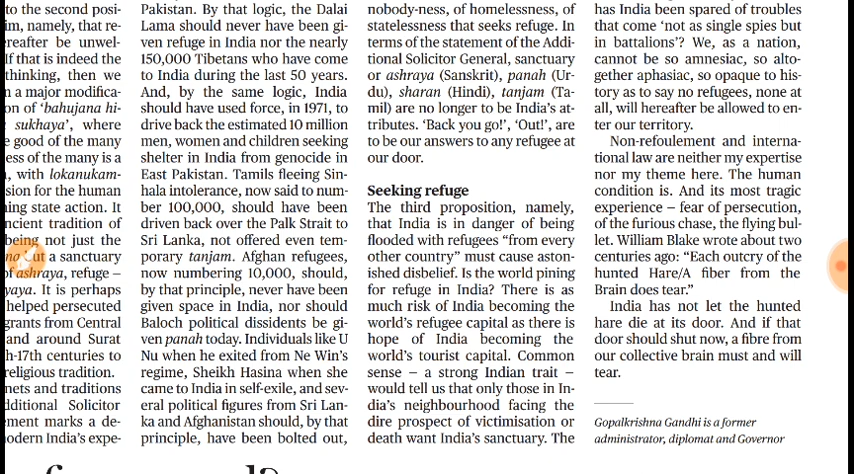 to the second posi-
im, namely, that re-
ereafter be unwel-
If that is indeed the
thinking, then we
n a major modifica-
on of ‘bahujana hi-
sukhaya’, where
e good of the many
ess of the many is a
, with lokanukam-
sion for the human
ning state action. It
ncient tradition of
being not just the
ut a sanctuary
f ashraya, refuge –
yaya. It is perhaps
helped persecuted
grants from Central
and around Surat
h-17th centuries to
religious tradition.
nets and traditions
dditional Solicitor
ement marks a de-
odern India’s expe-
Pakistan. By that logic, the Dalai
Lama should never have been gi-
ven refuge in India nor the nearly
150,000 Tibetans who have come
to India during the last 50 years.
And, by the same logic, India
should have used force, in 1971, to
drive back the estimated 10 million
men, women and children seeking
shelter in India from genocide in
East Pakistan. Tamils fleeing Sin-
hala intolerance, now said to num-
ber 100,000, should have been
driven back over the Palk Strait to
Sri Lanka, not offered even tem-
porary tanjam. Afghan refugees,
now numbering 10,000, should,
by that principle, never have been
given space in India, nor should
Baloch political dissidents be gi-
ven panah today. Individuals like U
Nu when he exited from Ne Win’s
regime, Sheikh Hasina when she
came to India in self-exile, and sev-
eral political figures from Sri Lan-
ka and Afghanistan should, by that
principle, have been bolted out,
nobody-ness, of homelessness, of
statelessness that seeks refuge. In
terms of the statement of the Addi-
tional Solicitor General, sanctuary
or ashraya (Sanskrit), panah (Ur-
du), sharan (Hindi), tanjam (Ta-
mil) are no longer to be India’s at-
tributes. ‘Back you go!’, ‘Out!’, are
to be our answers to any refugee at
our door.
Seeking refuge
The third proposition, namely,
that India is in danger of being
flooded with refugees “from every
other country” must cause aston-
ished disbelief. Is the world pining
for refuge in India? There is as
much risk of India becoming the
world’s refugee capital as there is
hope of India becoming the
world’s tourist capital. Common
sense – a strong Indian trait –
would tell us that only those in In-
dia’s neighbourhood facing the
dire prospect of victimisation or
death want India’s sanctuary. The
has India been spared of troubles
that come ‘not as single spies but
in battalions’? We, as a nation,
cannot be so amnesiac, so alto-
gether aphasiac, so opaque to his-
tory as to say no refugees, none at
all, will hereafter be allowed to en-
ter our territory.
Non-refoulement and interna-
tional law are neither my expertise
nor my theme here. The human
condition is. And its most tragic
experience – fear of persecution,
of the furious chase, the flying bul-
let. William Blake wrote about two
centuries ago: “Each outcry of the
hunted Hare/A fiber from the
Brain does tear.”
India has not let the hunted
hare die at its door. And if that
door should shut now, a fibre from
our collective brain must and will
tear.
Gopalkrishna Gandhi is a former
administrator, diplomat and Governor